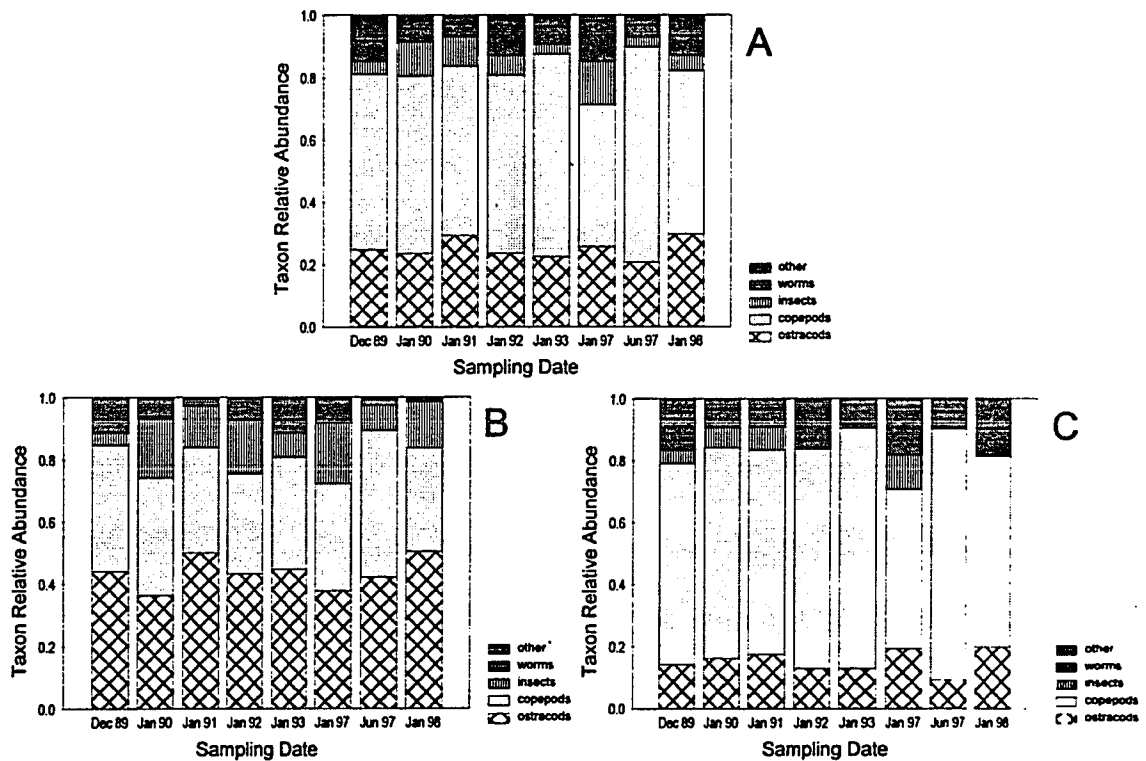 A
Taxon Relative Abundance
1.0
0.8
0.6
0.4
0.2
0.0
other
worms
insects
copepods
ostracods
Dec 89 Jan 90 Jan 91 Jan 92 Jan 93 Jan 97 Jun 97 Jan 98
Sampling Date
B
Taxon Relative Abundance
1.0
0.8
0.6
0.4
0.2
0.0
other
worms
insects
copepods
ostracods
Dec 89 Jan 90 Jan 91 Jan 92 Jan 93 Jan 97 Jun 97 Jan 98
Sampling Date
C
Taxon Relative Abundance
1.0
0.8
0.6
0.4
0.2
0.0
other
worms
insects
copepods
ostracods
Dec 89 Jan 90 Jan 91 Jan 92 Jan 93 Jan 97 Jun 97 Jan 98
Sampling Date